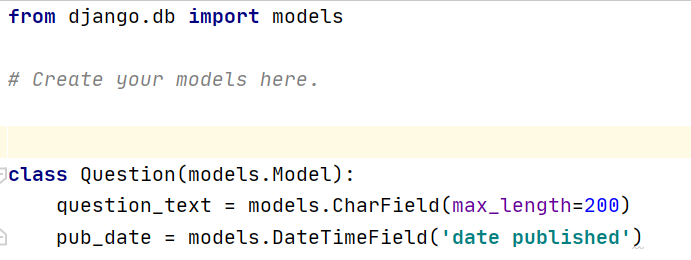 from django.db import models
# Create your models here.
class Question(models.Model):
    question_text = models.CharField(max_length=200)
    pub_date = models.DateTimeField('date published')